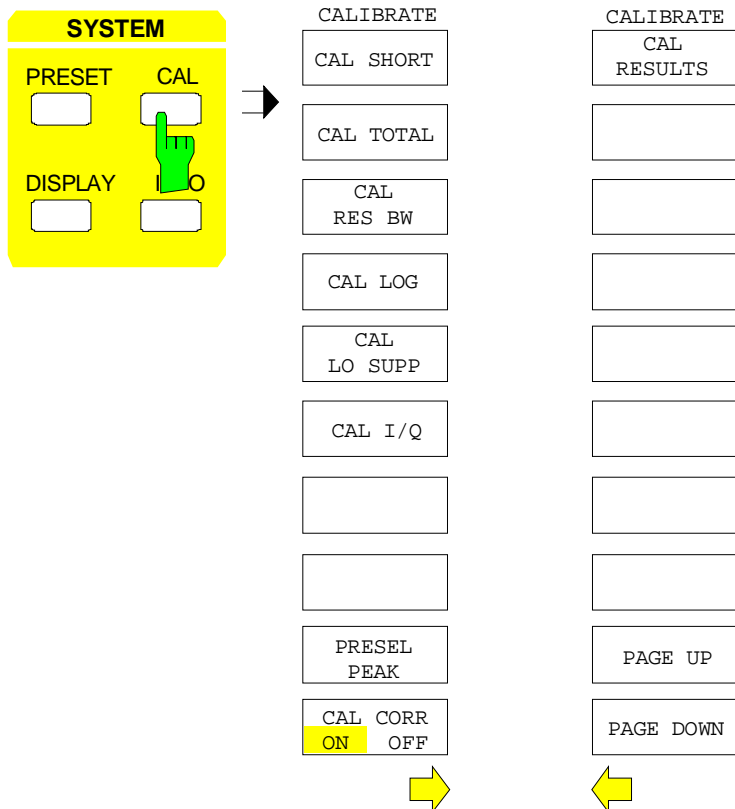 SYSTEM
PRESET CAL
DISPLAY
CALIBRATE
CAL SHORT
CAL TOTAL
CAL
RES BW
CAL LOG
CAL
LO SUPP
CAL I/Q
PRESEL
PEAK
CAL CORR
ON OFF
CALIBRATE
CAL
RESULTS
PAGE UP
PAGE DOWN